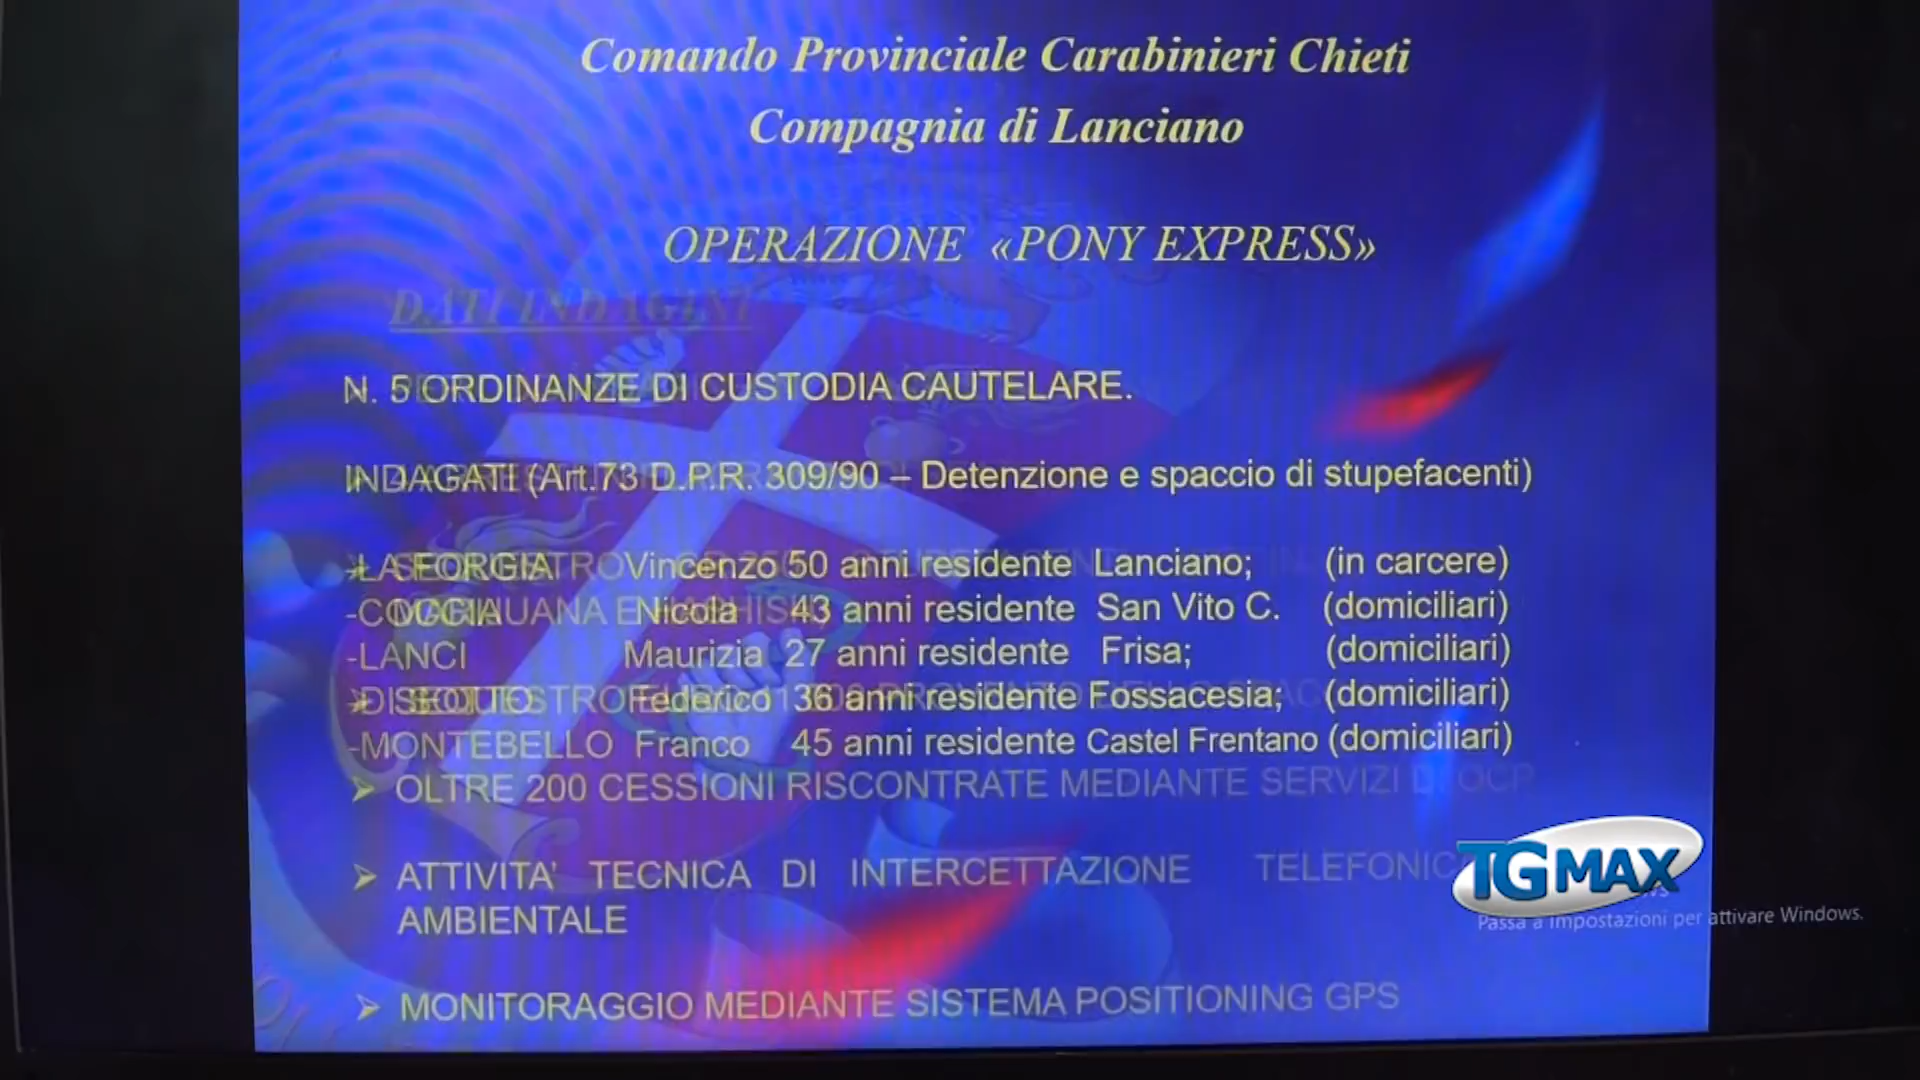 Comando Provinciale Carabinieri Chieti
Compagnia di Lanciano
OPERAZIONE «PONY EXPRESS»
DATI INDAGINI
N. 5 ORDINANZE DI CUSTODIA CAUTELARE.
INDAGATI (Art.73 D.P.R. 309/90 – Detenzione e spaccio di stupefacenti)
Vincenzo 50 anni residente Lanciano; (in carcere)
Nicola 43 anni residente San Vito C. (domiciliari)
-LANCI Maurizia 27 anni residente Frisa; (domiciliari)
Federico 36 anni residente Fossacesia; (domiciliari)
-MONTEBELLO Franco 45 anni residente Castel Frentano (domiciliari)
➢ OLTRE 200 CESSIONI RISCONTRATE MEDIANTE SERVIZI DI OCP
➢ ATTIVITA' TECNICA DI INTERCETTAZIONE
AMBIENTALE
➢ MONITORAGGIO MEDIANTE SISTEMA POSITIONING GPS
TGMAX
Passa a Impostazioni per attivare Windows.